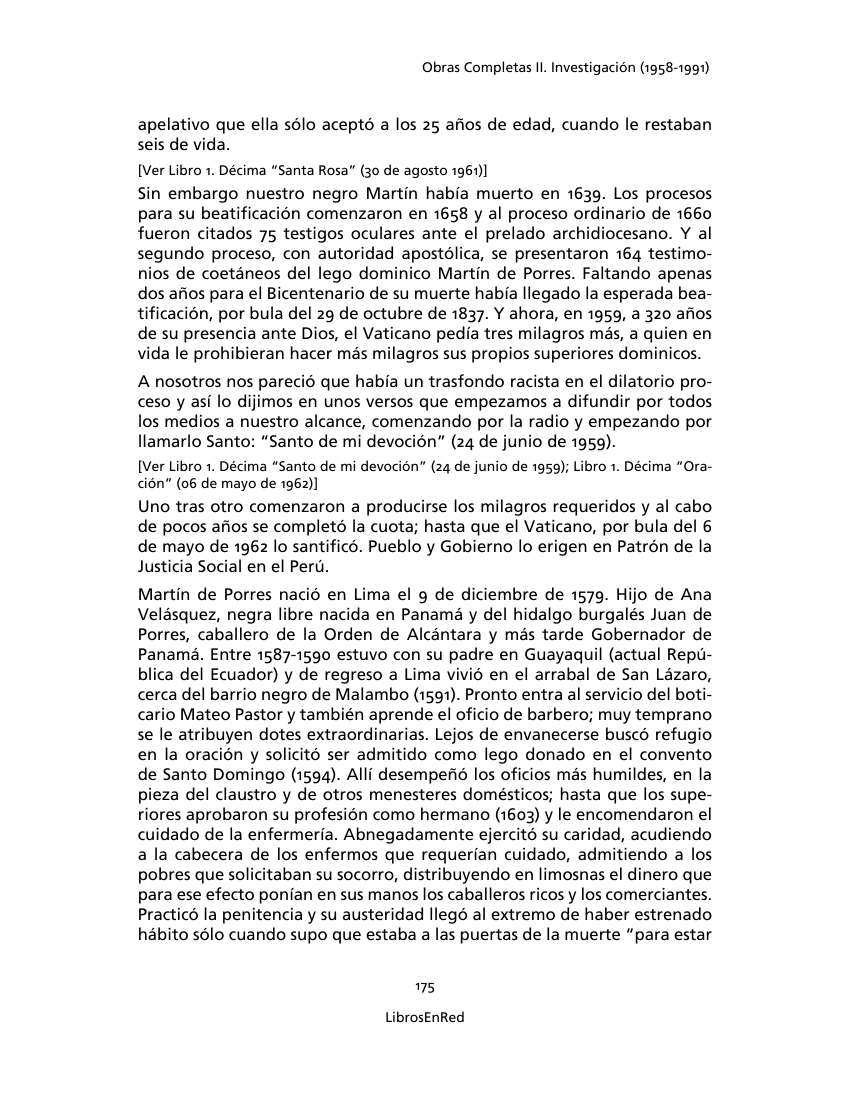 Obras Completas II. Investigación (1958-1991)
apelativo que ella sólo aceptó a los 25 años de edad, cuando le restaban
seis de vida.
[Ver Libro 1. Décima “Santa Rosa” (30 de agosto 1961)]
Sin embargo nuestro negro Martín había muerto en 1639. Los procesos
para su beatificación comenzaron en 1658 y al proceso ordinario de 1660
fueron citados 75 testigos oculares ante el prelado archidiocesano. Y al
segundo proceso, con autoridad apostólica, se presentaron 164 testimo-
nios de coetáneos del lego dominico Martín de Porres. Faltando apenas
dos años para el Bicentenario de su muerte había llegado la esperada bea-
tificación, por bula del 29 de octubre de 1837. Y ahora, en 1959, a 320 años
de su presencia ante Dios, el Vaticano pedía tres milagros más, a quien en
vida le prohibieran hacer más milagros sus propios superiores dominicos.
A nosotros nos pareció que había un trasfondo racista en el dilatorio pro-
ceso y así lo dijimos en unos versos que empezamos a difundir por todos
los medios a nuestro alcance, comenzando por la radio y empezando por
llamarlo Santo: “Santo de mi devoción” (24 de junio de 1959).
[Ver Libro 1. Décima “Santo de mi devoción” (24 de junio de 1959); Libro 1. Décima “Ora-
ción” (06 de mayo de 1962)]
Uno tras otro comenzaron a producirse los milagros requeridos y al cabo
de pocos años se completó la cuota; hasta que el Vaticano, por bula del 6
de mayo de 1962 lo santificó. Pueblo y Gobierno lo erigen en Patrón de la
Justicia Social en el Perú.
Martín de Porres nació en Lima el 9 de diciembre de 1579. Hijo de Ana
Velásquez, negra libre nacida en Panamá y del hidalgo burgalés Juan de
Porres, caballero de la Orden de Alcántara y más tarde Gobernador de
Panamá. Entre 1587-1590 estuvo con su padre en Guayaquil (actual Repú-
blica del Ecuador) y de regreso a Lima vivió en el arrabal de San Lázaro,
cerca del barrio negro de Malambo (1591). Pronto entra al servicio del boti-
cario Mateo Pastor y también aprende el oficio de barbero; muy temprano
se le atribuyen dotes extraordinarias. Lejos de envanecerse buscó refugio
en la oración y solicitó ser admitido como lego donado en el convento
de Santo Domingo (1594). Allí desempeñó los oficios más humildes, en la
pieza del claustro y de otros menesteres domésticos; hasta que los supe-
riores aprobaron su profesión como hermano (1603) y le encomendaron el
cuidado de la enfermería. Abnegadamente ejercitó su caridad, acudiendo
a la cabecera de los enfermos que requerían cuidado, admitiendo a los
pobres que solicitaban su socorro, distribuyendo en limosnas el dinero que
para ese efecto ponían en sus manos los caballeros ricos y los comerciantes.
Practicó la penitencia y su austeridad llegó al extremo de haber estrenado
hábito sólo cuando supo que estaba a las puertas de la muerte “para estar
175
LibrosEnRed